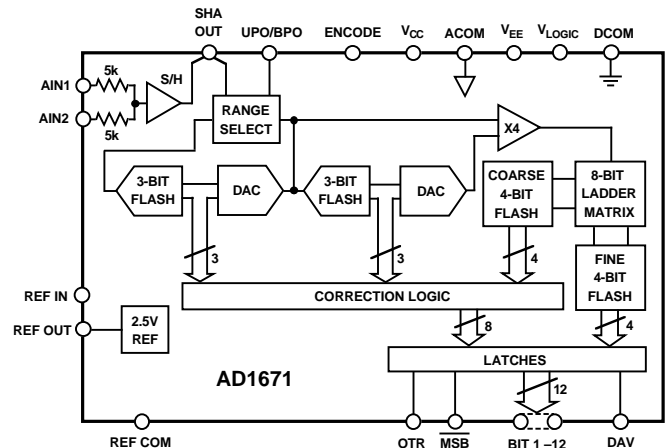 SHA
OUT
UPO/BPO
ENCODE
VCC
ACOM
VEE
VLOGIC
DCOM
AIN1
5k
S/H
AIN2
5k
RANGE
SELECT
X4
3-BIT
FLASH
DAC
3-BIT
FLASH
DAC
COARSE
4-BIT
FLASH
8-BIT
LADDER
MATRIX
3
3
4
FINE
4-BIT
FLASH
REF IN
CORRECTION LOGIC
REF OUT
2.5V
REF
8
4
LATCHES
AD1671
12
REF COM
OTR
MSB
BIT 1 –12
DAV